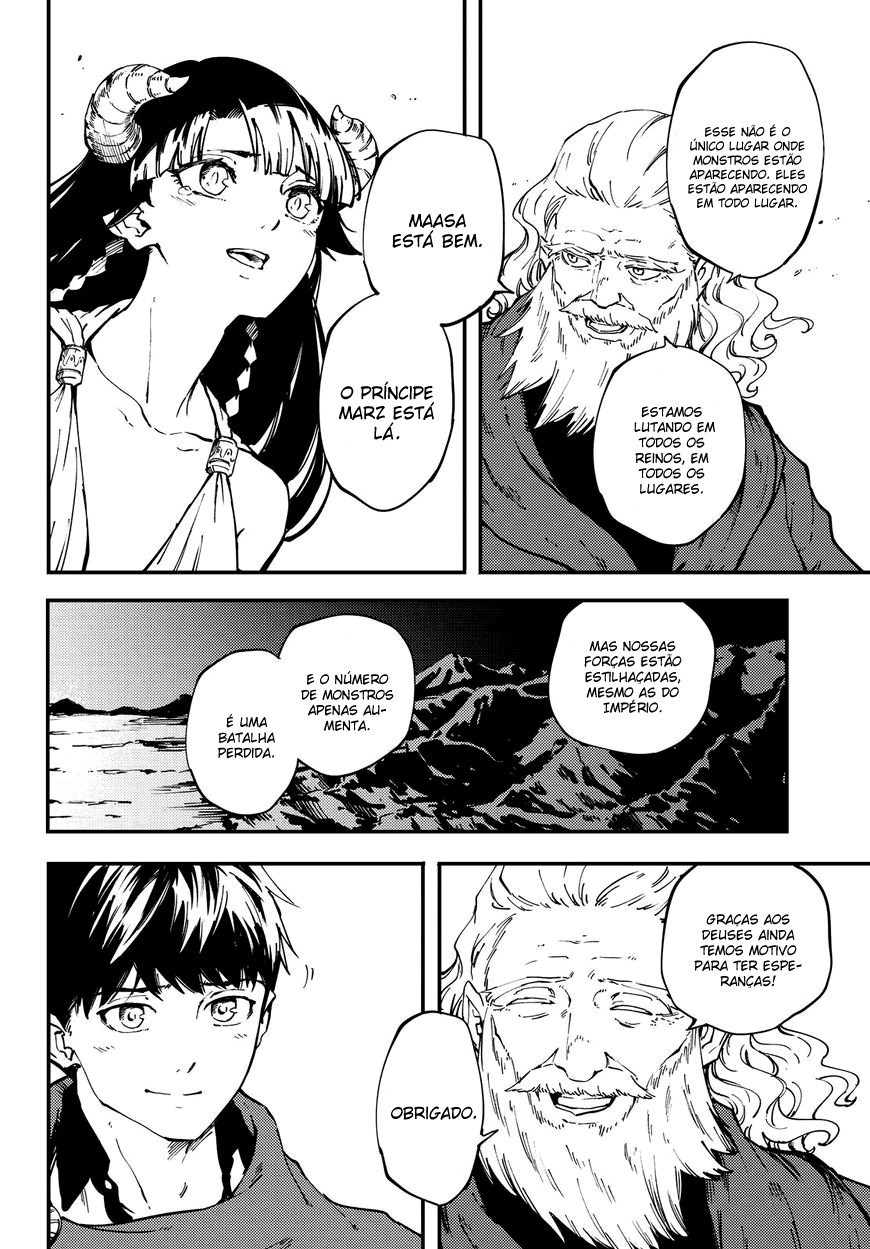 ESSE NÃO É O
ÚNICO LUGAR ONDE
MONSTROS ESTÃO
APARECENDO. ELES
ESTÃO APARECENDO
EM TODO LUGAR.
ESTAMOS
LUTANDO EM
TODOS OS
REINOS, EM
TODOS OS
LUGARES.
MAASA
ESTÁ BEM.
O PRÍNCIPE
MARZ ESTÁ
LÁ.
MAS NOSSAS
FORÇAS ESTÃO
ESTILHAÇADAS,
MESMO AS DO
IMPÉRIO.
E O NÚMERO
DE MONSTROS
APENAS AU-
MENTA.
É UMA
BATALHA
PERDIDA.
GRAÇAS AOS
DEUSES AINDA
TEMOS MOTIVO
PARA TER ESPE-
RANÇAS!
OBRIGADO.